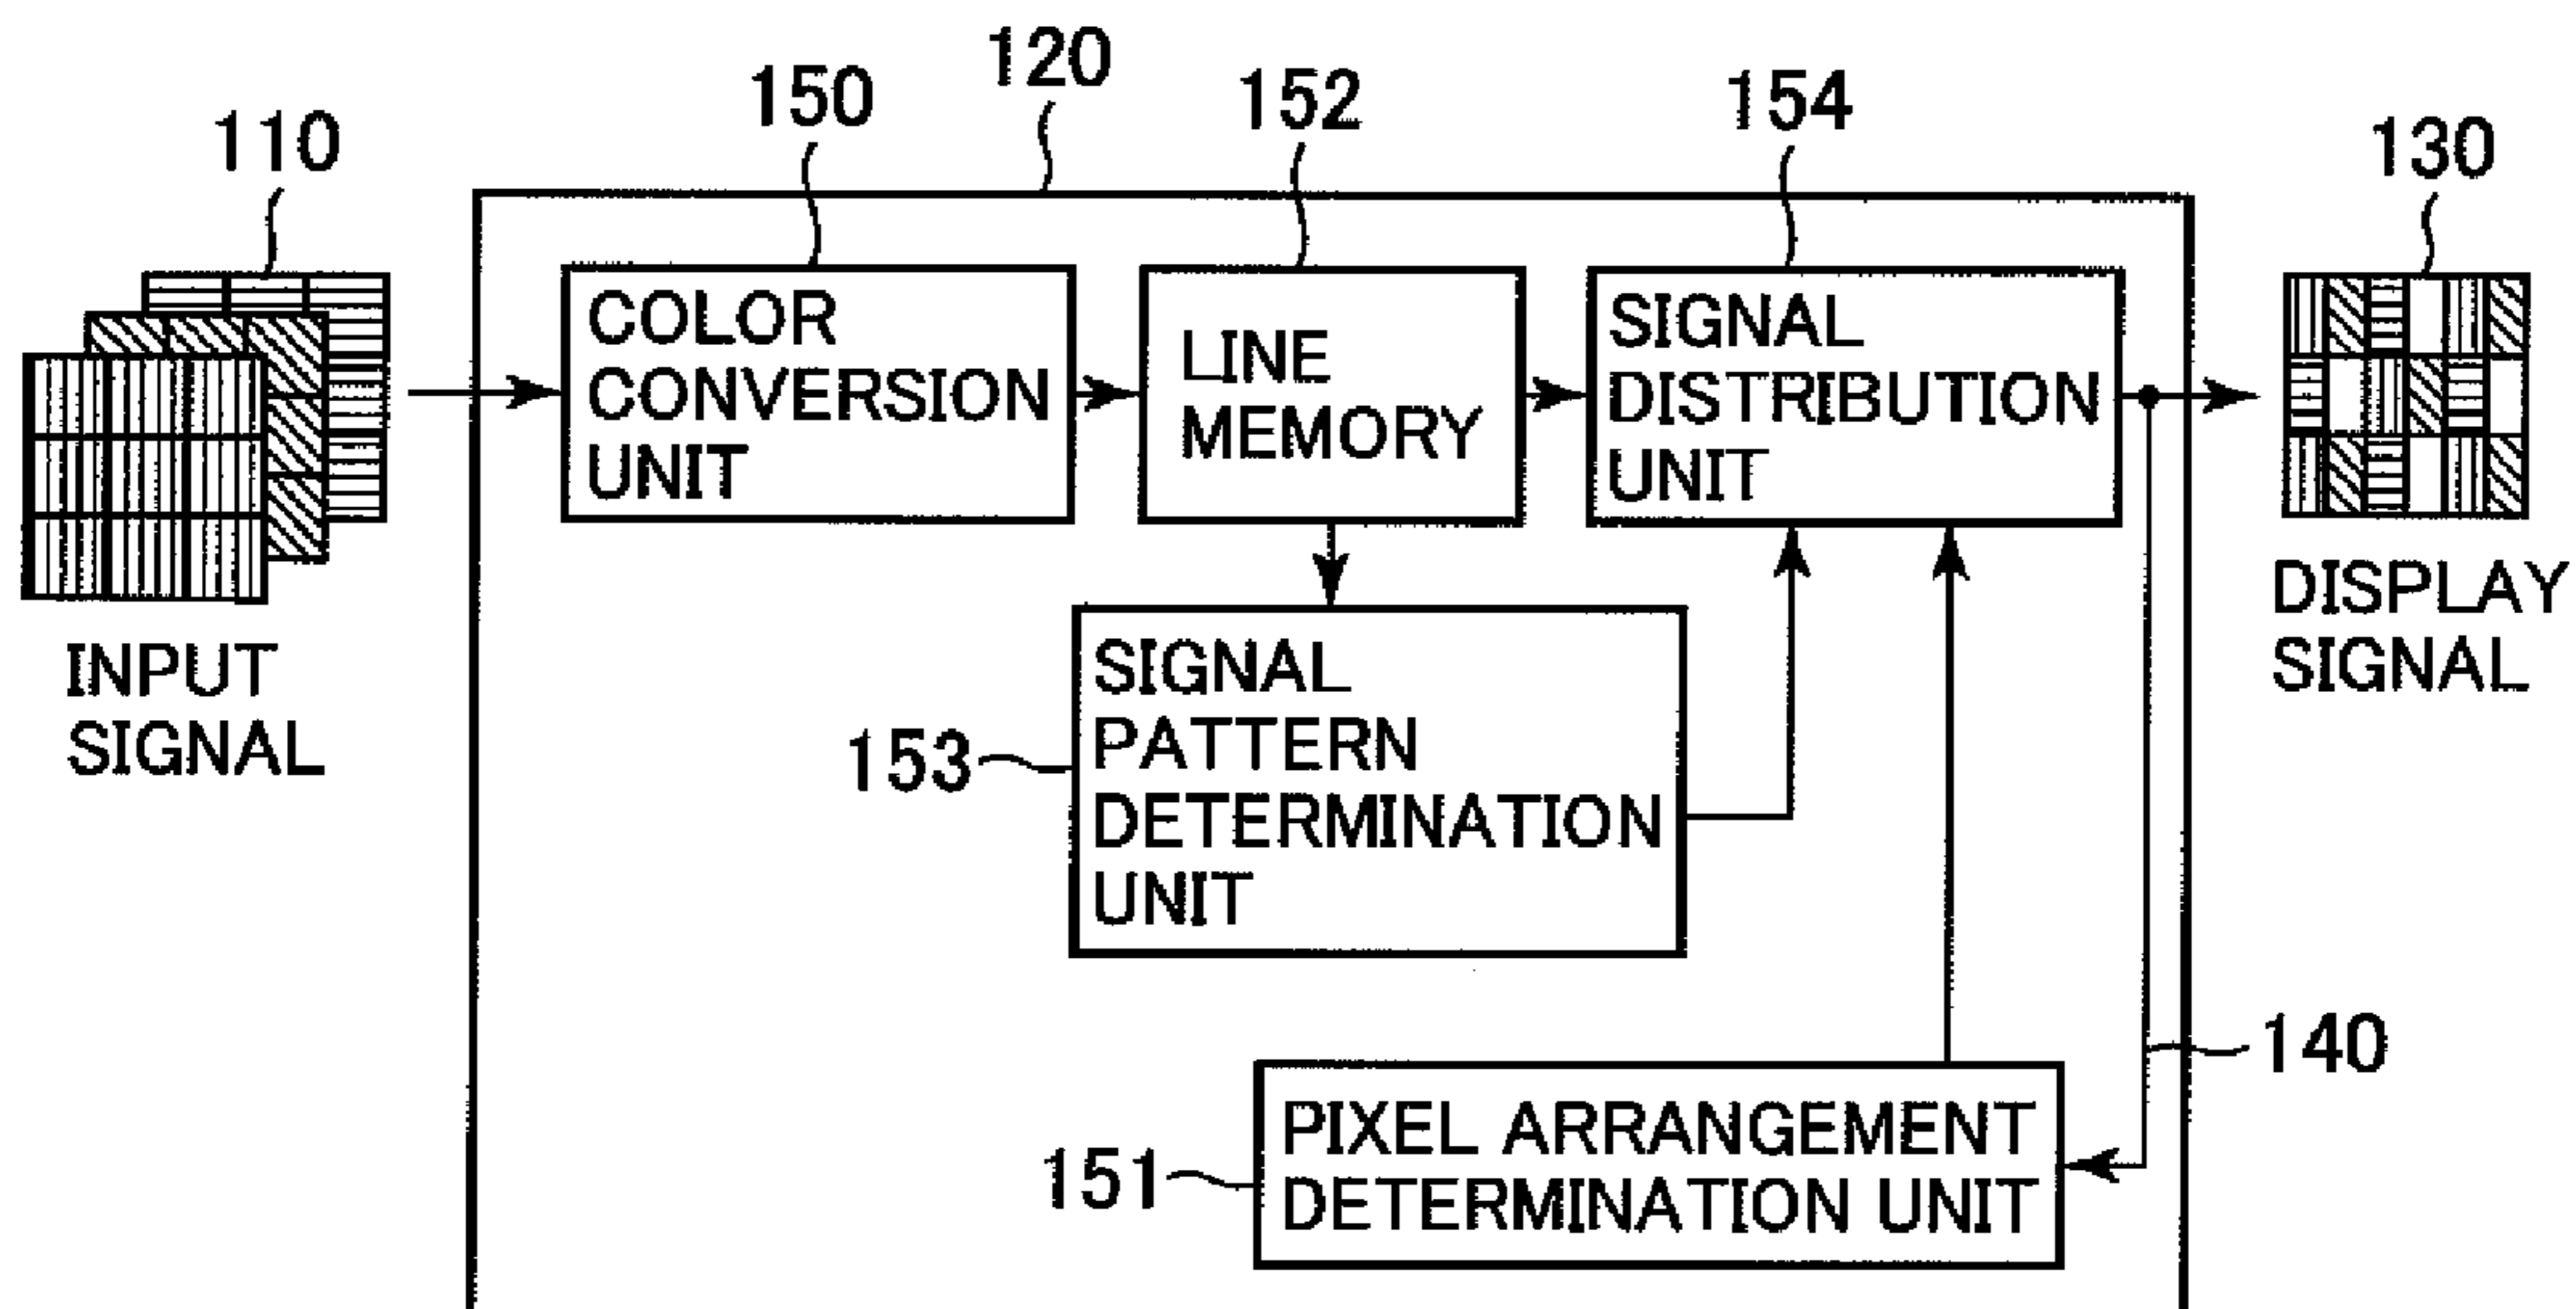 120
150
152
154
110
130
COLOR
CONVERSION
UNIT
LINE
MEMORY
SIGNAL
DISTRIBUTION
UNIT
INPUT
SIGNAL
DISPLAY
SIGNAL
153
SIGNAL
PATTERN
DETERMINATION
UNIT
140
151
PIXEL ARRANGEMENT
DETERMINATION UNIT